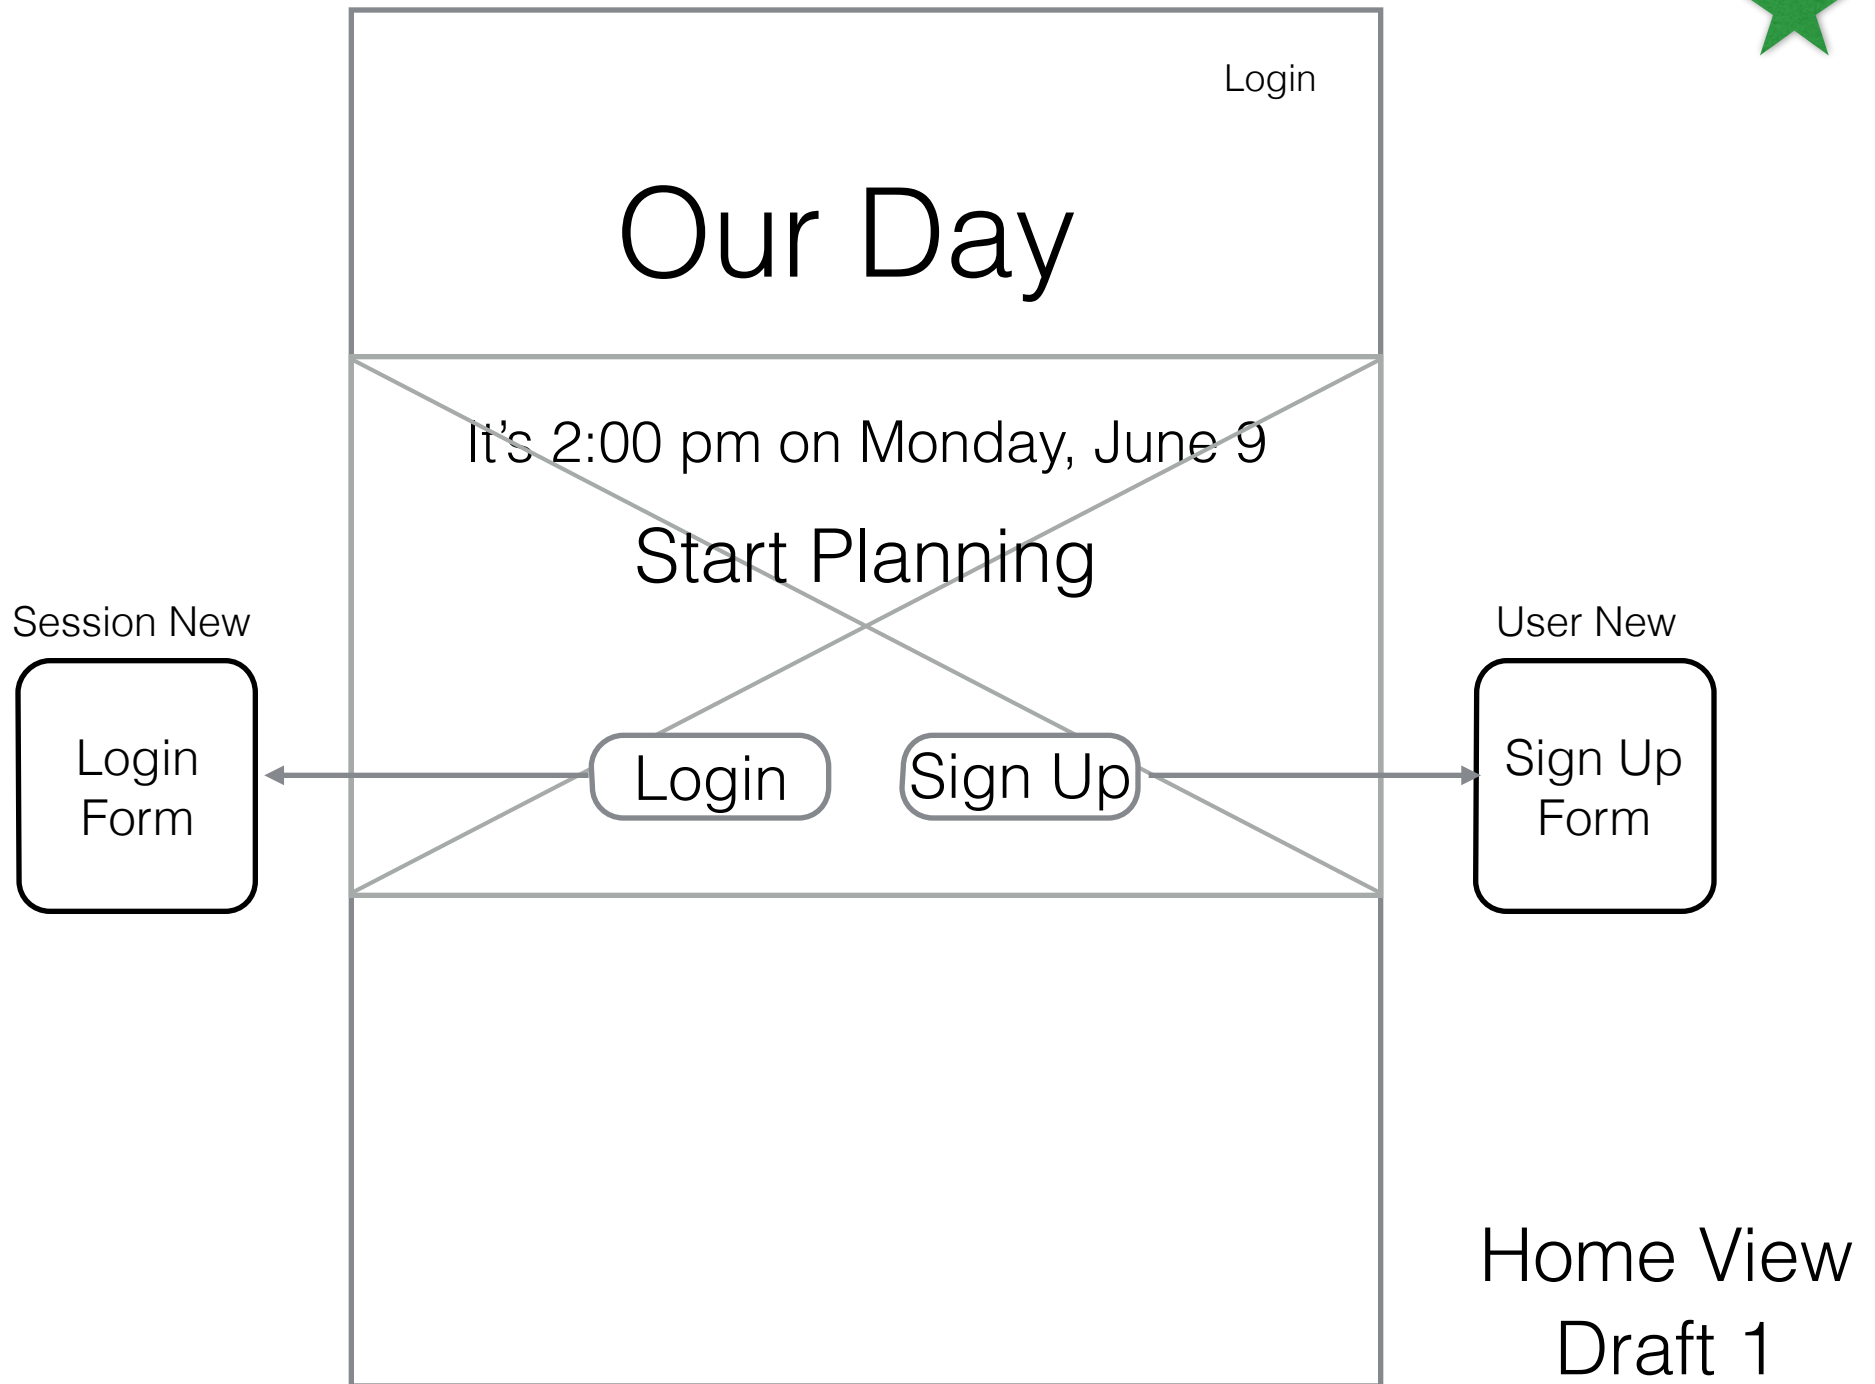 Login
Our Day
It's 2:00 pm on Monday, June 9
Start Planning
Session New
Login
Form
Login
Sign Up
User New
Sign Up
Form
Home View
Draft 1